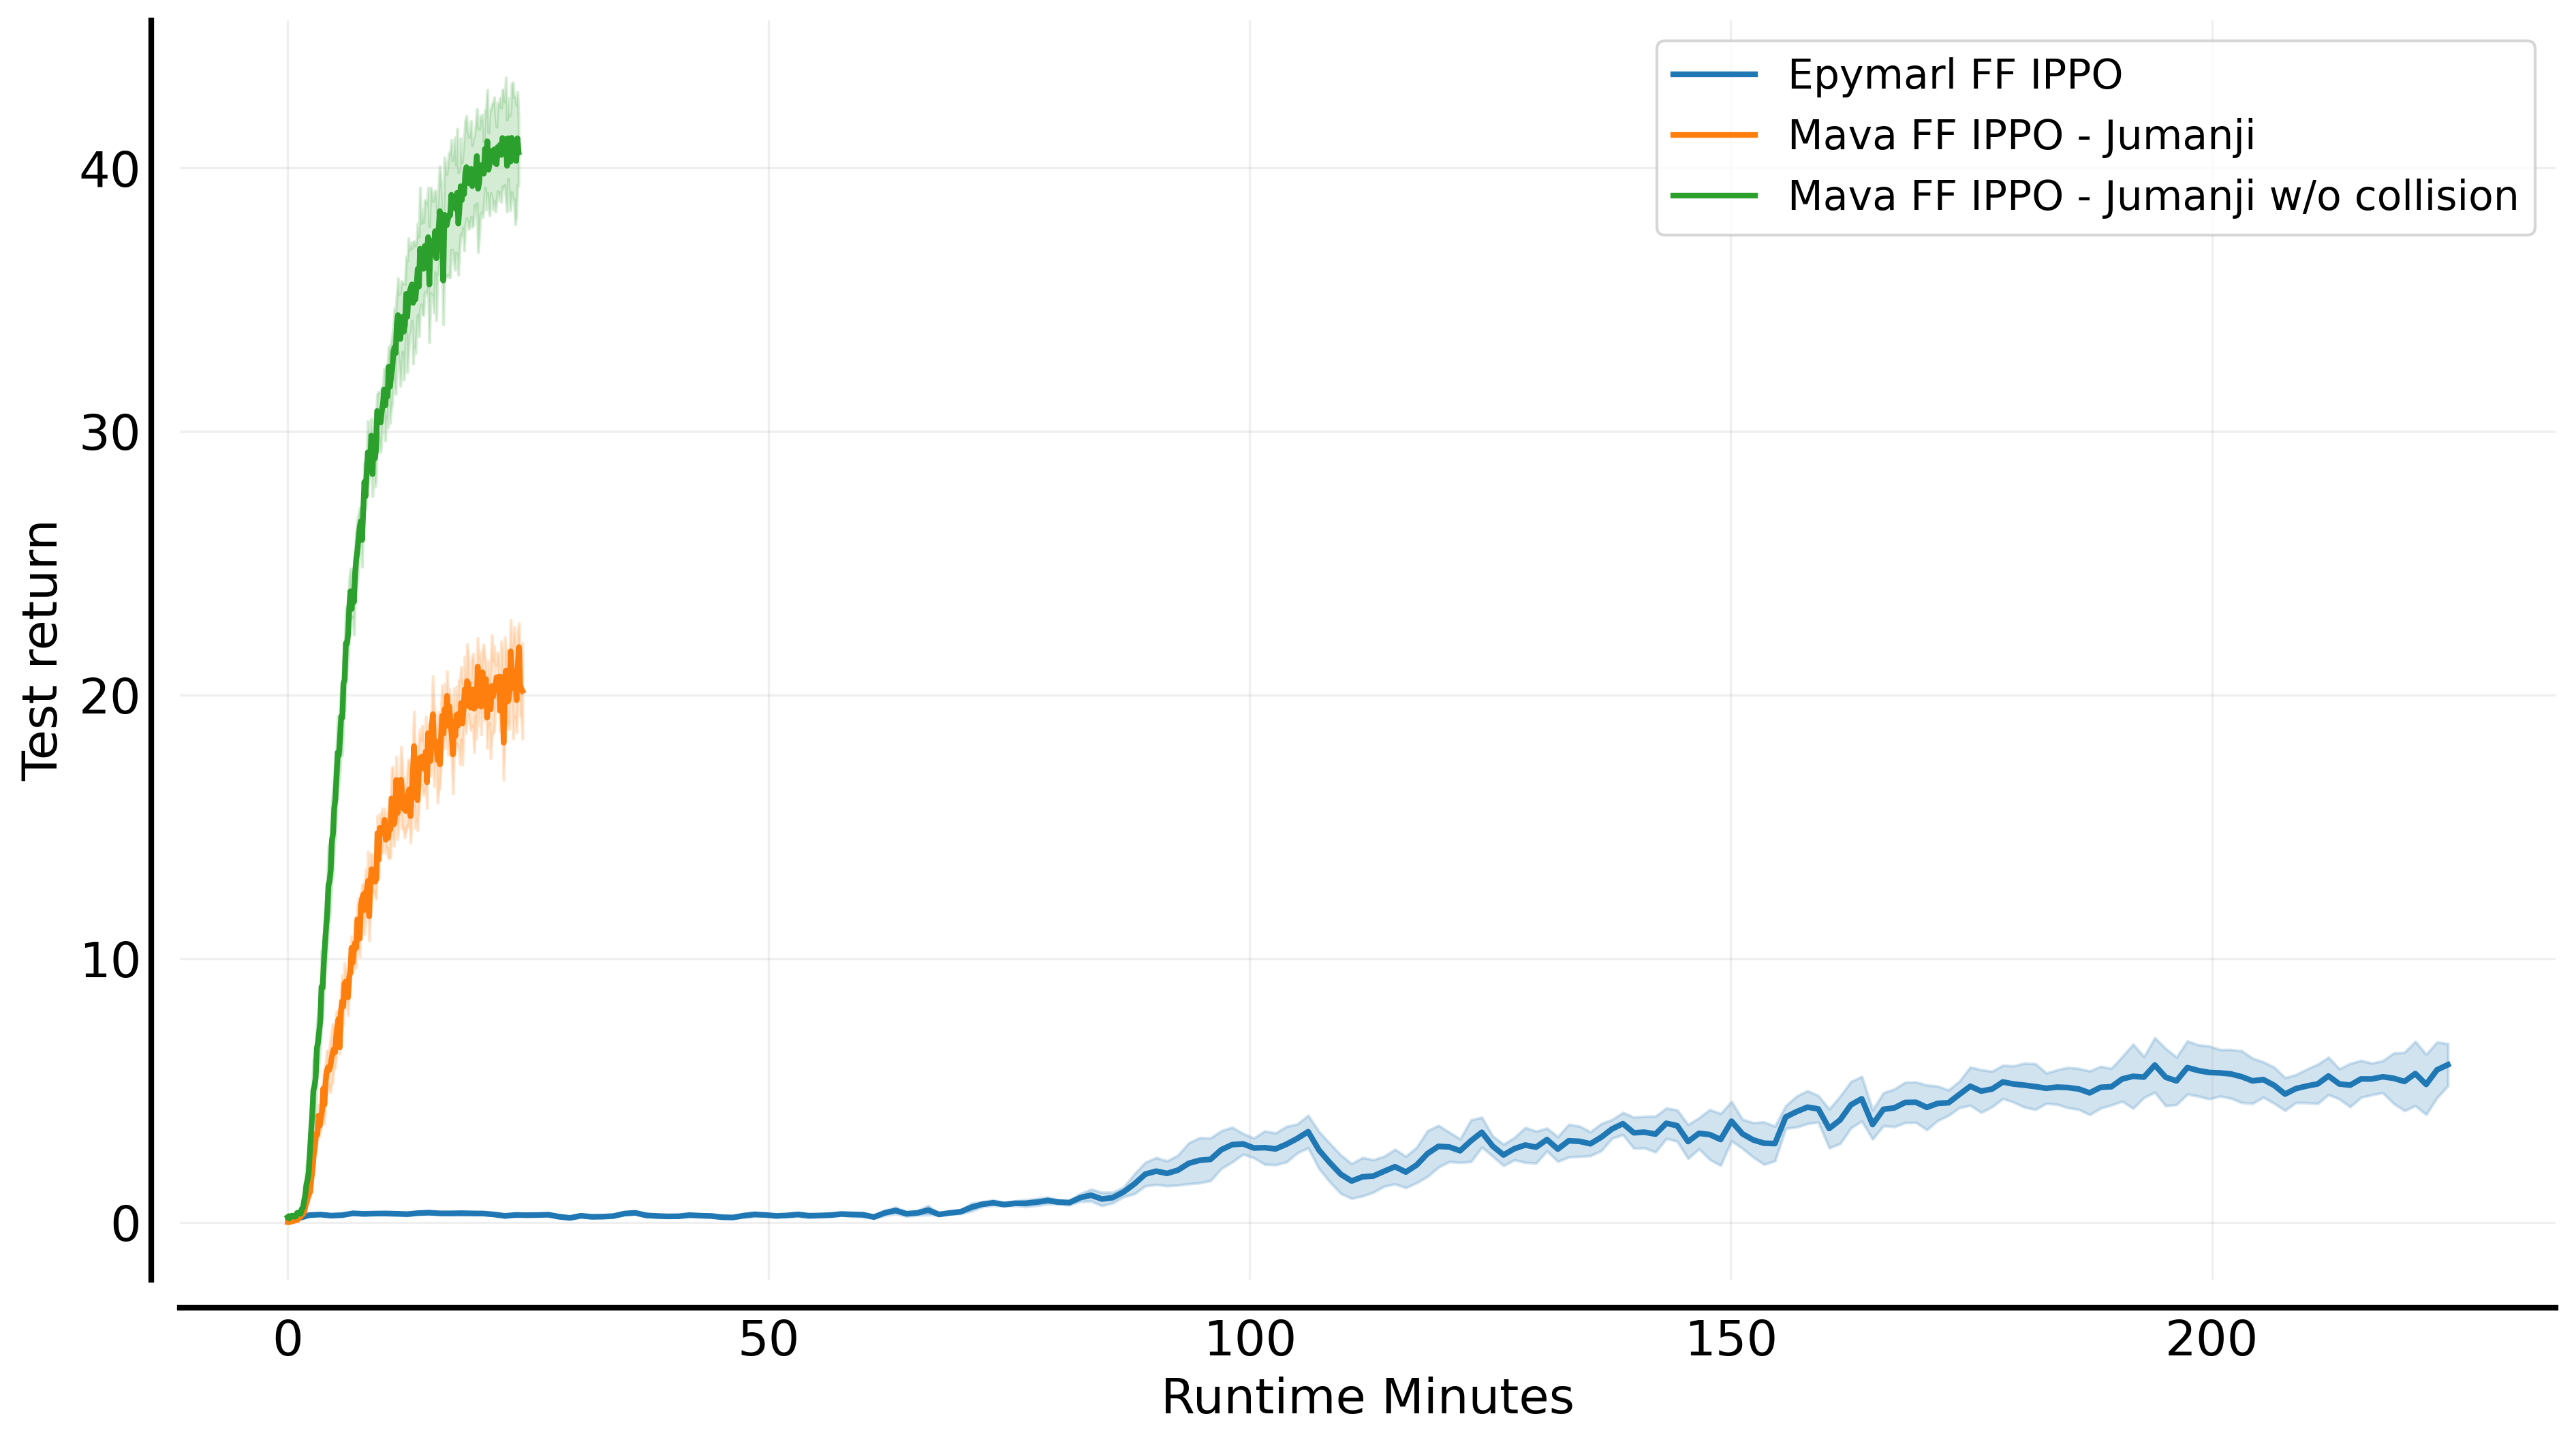 Epymarl FF IPPO
Mava FF IPPO - Jumanji
Mava FF IPPO - Jumanji w/o collision
Test return
40
30
20
10
0
0 50 100 150 200
Runtime Minutes